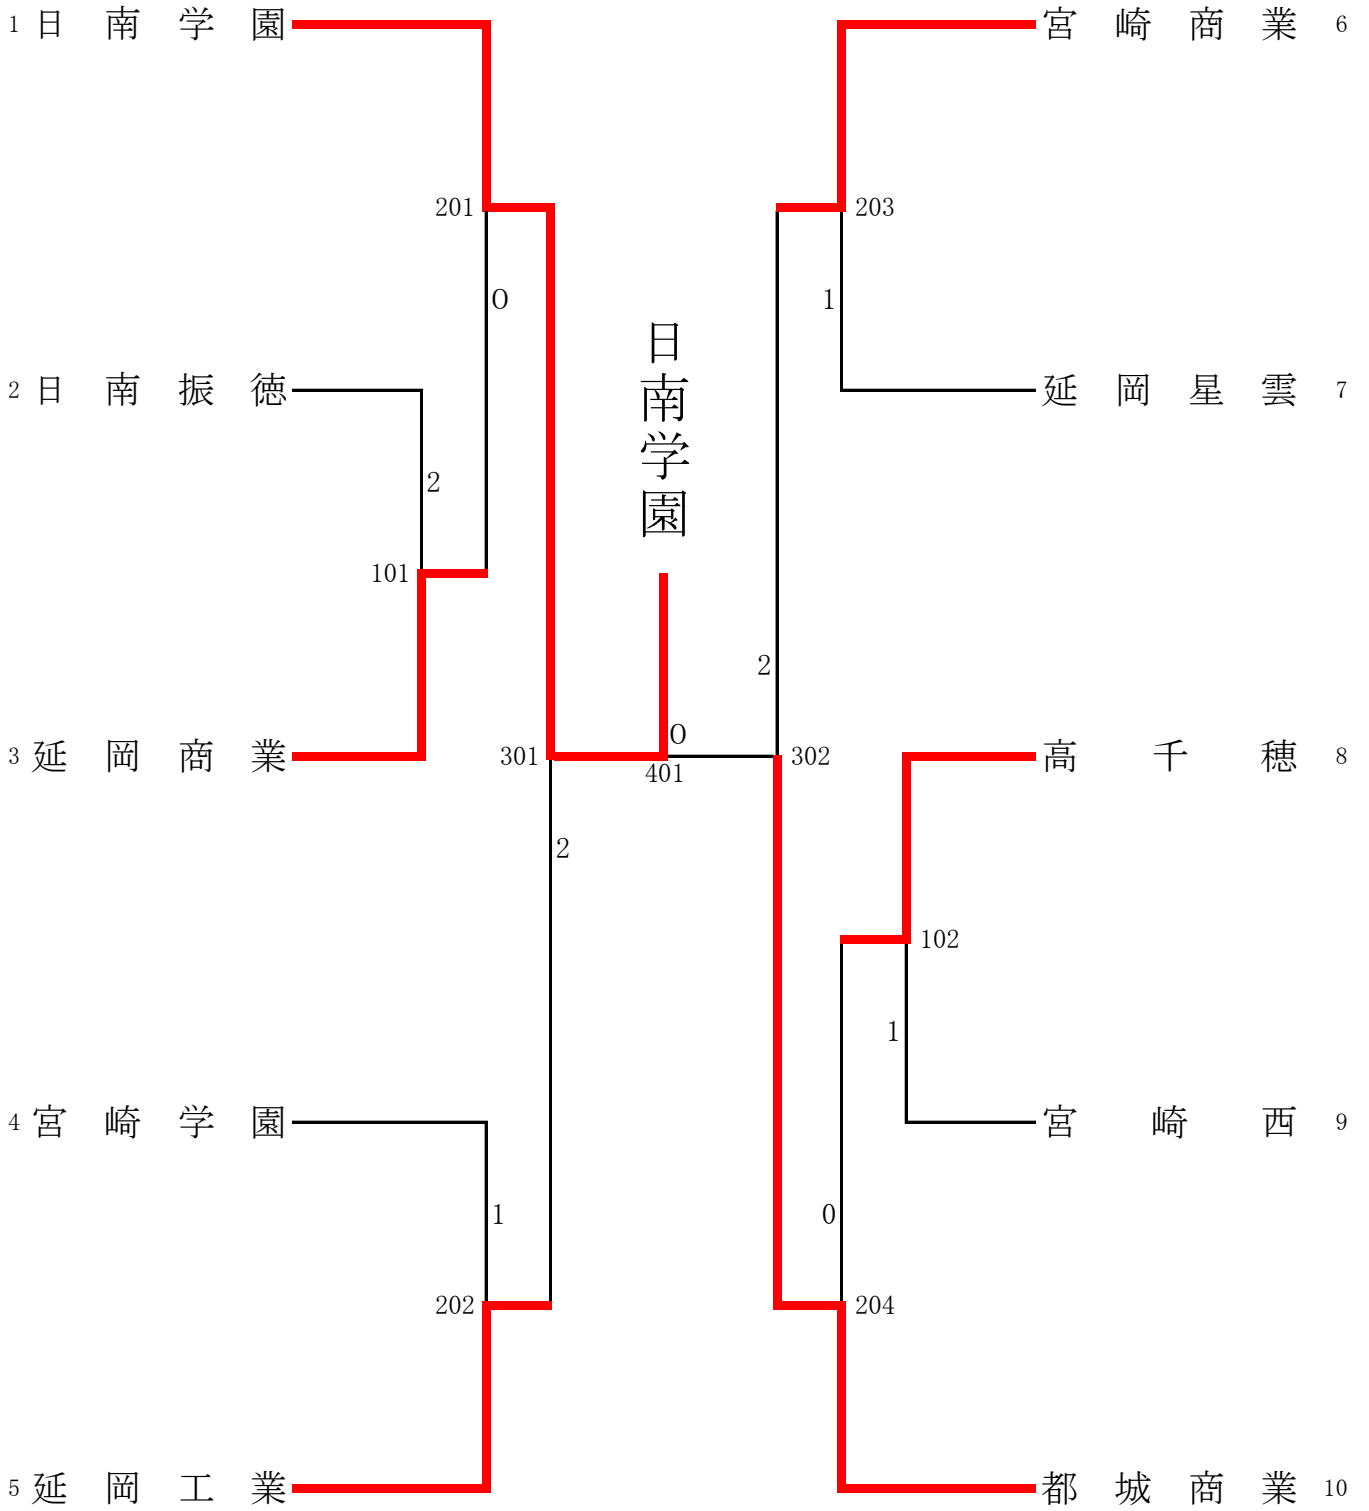 1 日南学園
宮崎商業 6
201
203
0
1
日南学園
2 日南振徳
延岡星雲 7
2
101
2
0
3 延岡商業
301
401
302
高千穂 8
2
102
1
4 宮崎学園
宮崎西 9
1
0
202
204
5 延岡工業
都城商業 10